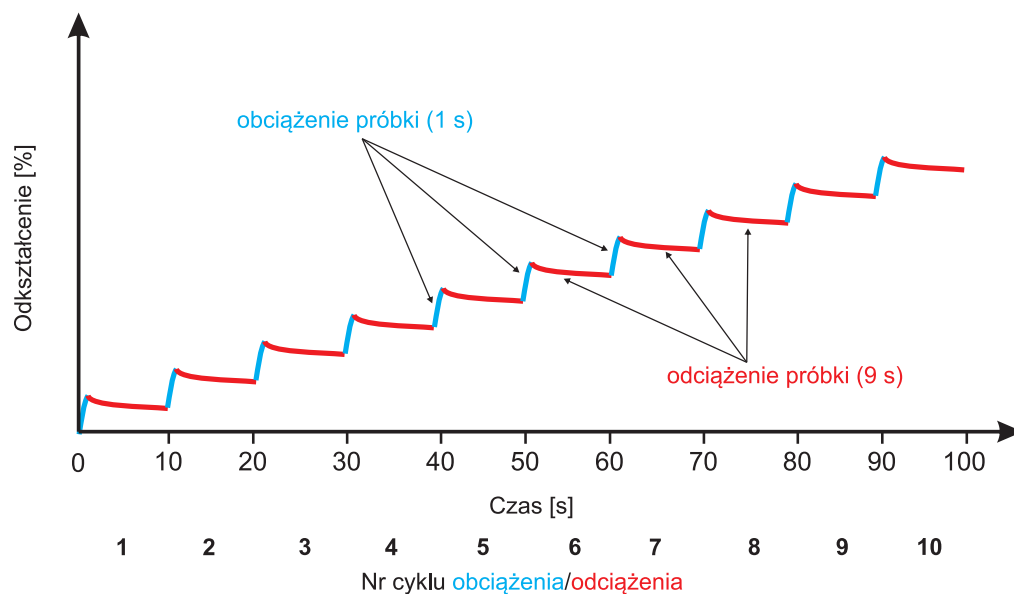 Odkształcenie [%]
obciążenie próbki (1 s)
odciążenie próbki (9 s)
0 10 20 30 40 50 60 70 80 90 100
Czas [s]
1 2 3 4 5 6 7 8 9 10
Nr cyklu obciążenia/odciążenia